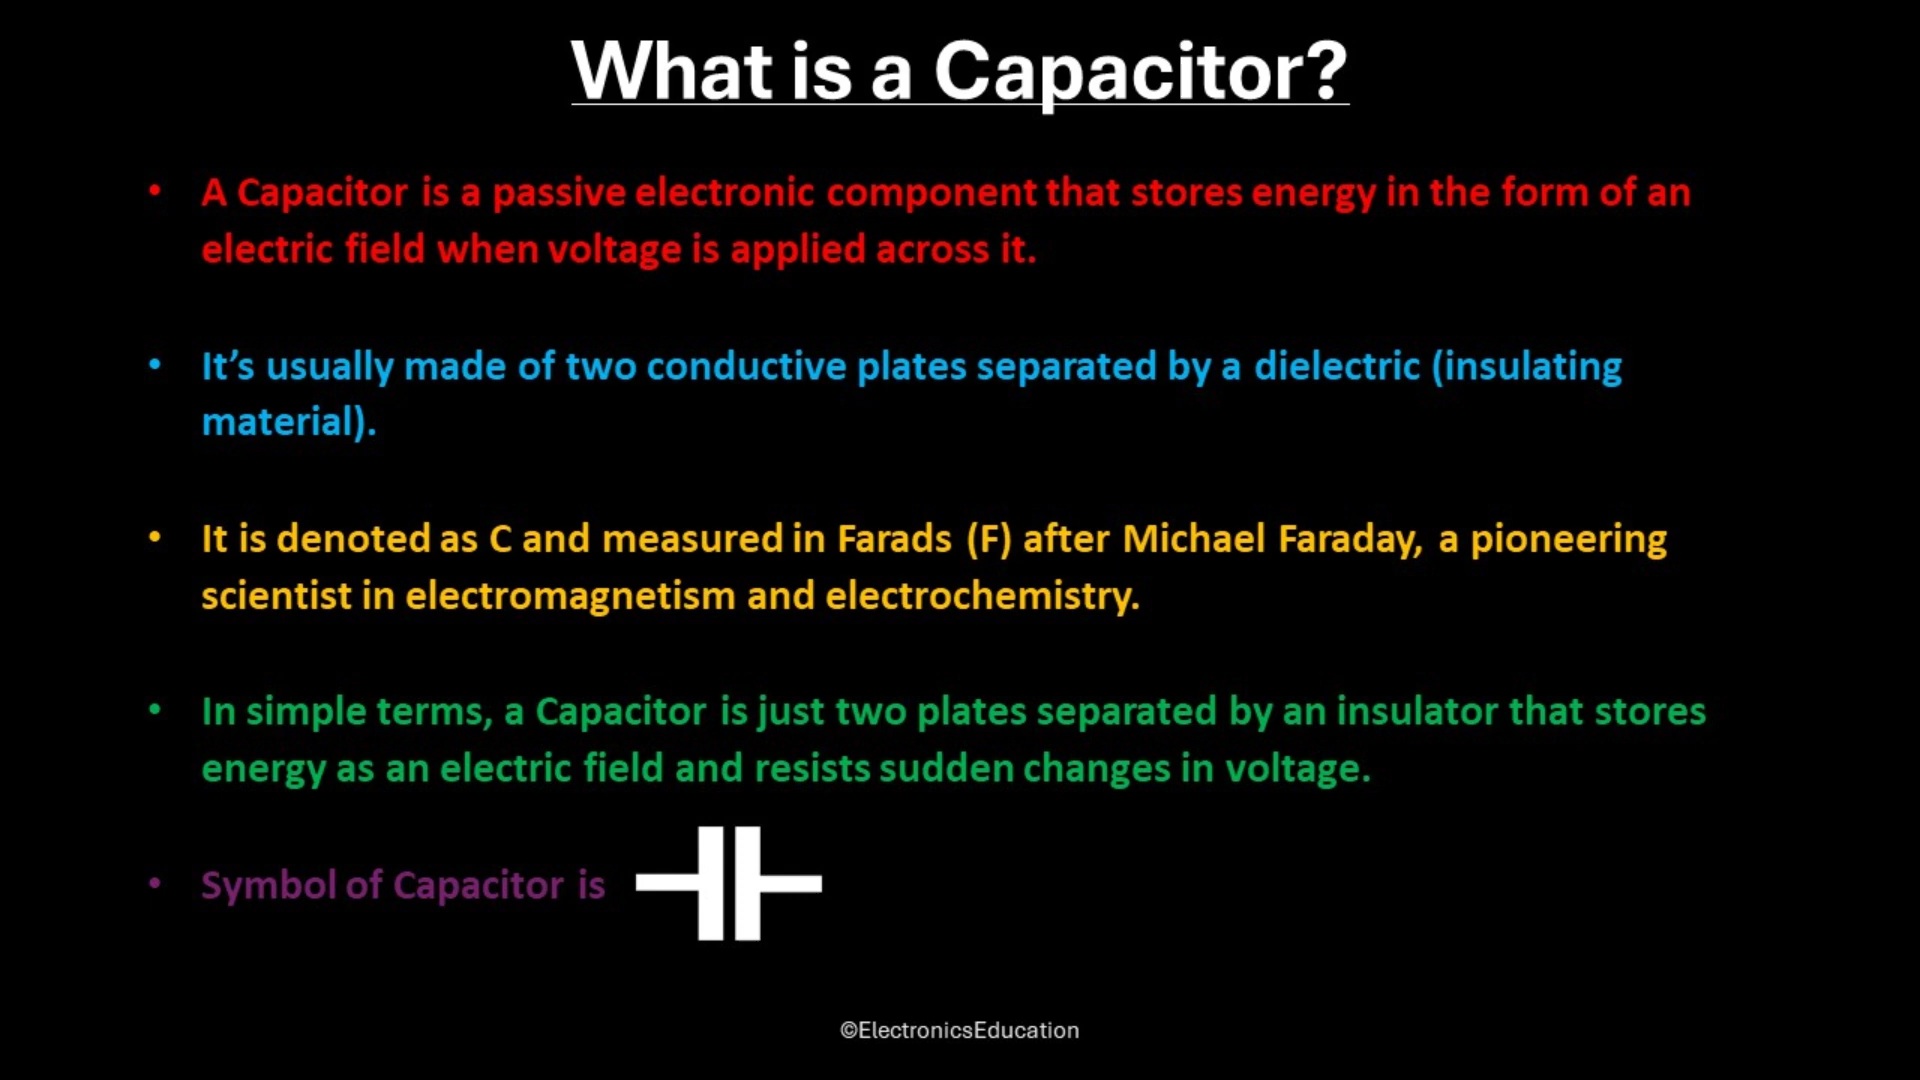 What is a Capacitor?
• A Capacitor is a passive electronic component that stores energy in the form of an
electric field when voltage is applied across it.
• It’s usually made of two conductive plates separated by a dielectric (insulating
material).
• It is denoted as C and measured in Farads (F) after Michael Faraday, a pioneering
scientist in electromagnetism and electrochemistry.
• In simple terms, a Capacitor is just two plates separated by an insulator that stores
energy as an electric field and resists sudden changes in voltage.
• Symbol of Capacitor is
©ElectronicsEducation